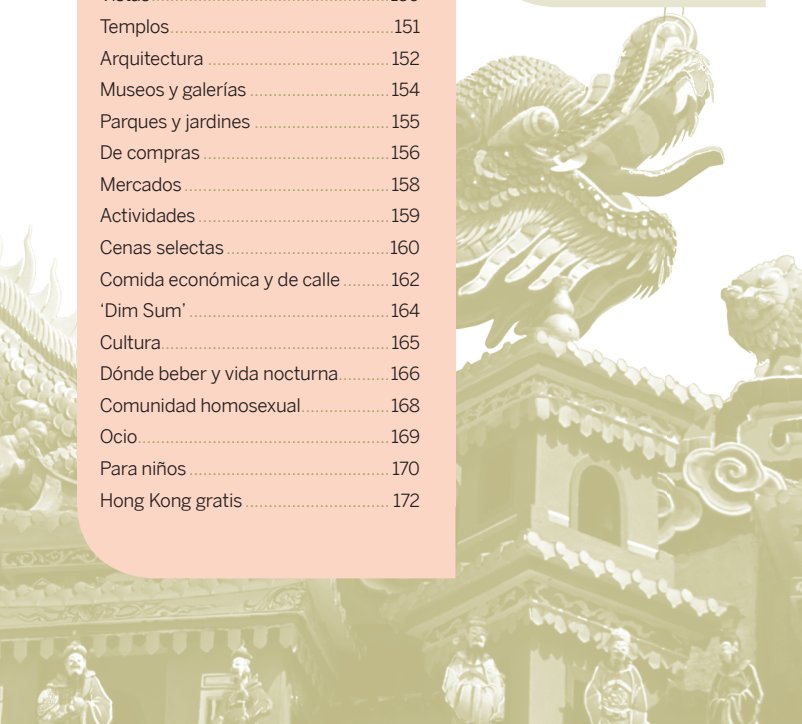 Templos 151
Arquitectura 152
Museos y galerías 154
Parques y jardines 155
De compras 156
Mercados 158
Actividades 159
Cenas selectas 160
Comida económica y de calle 162
‘Dim Sum’ 164
Cultura 165
Dónde beber y vida nocturna 166
Comunidad homosexual 168
Ocio 169
Para niños 170
Hong Kong gratis 172